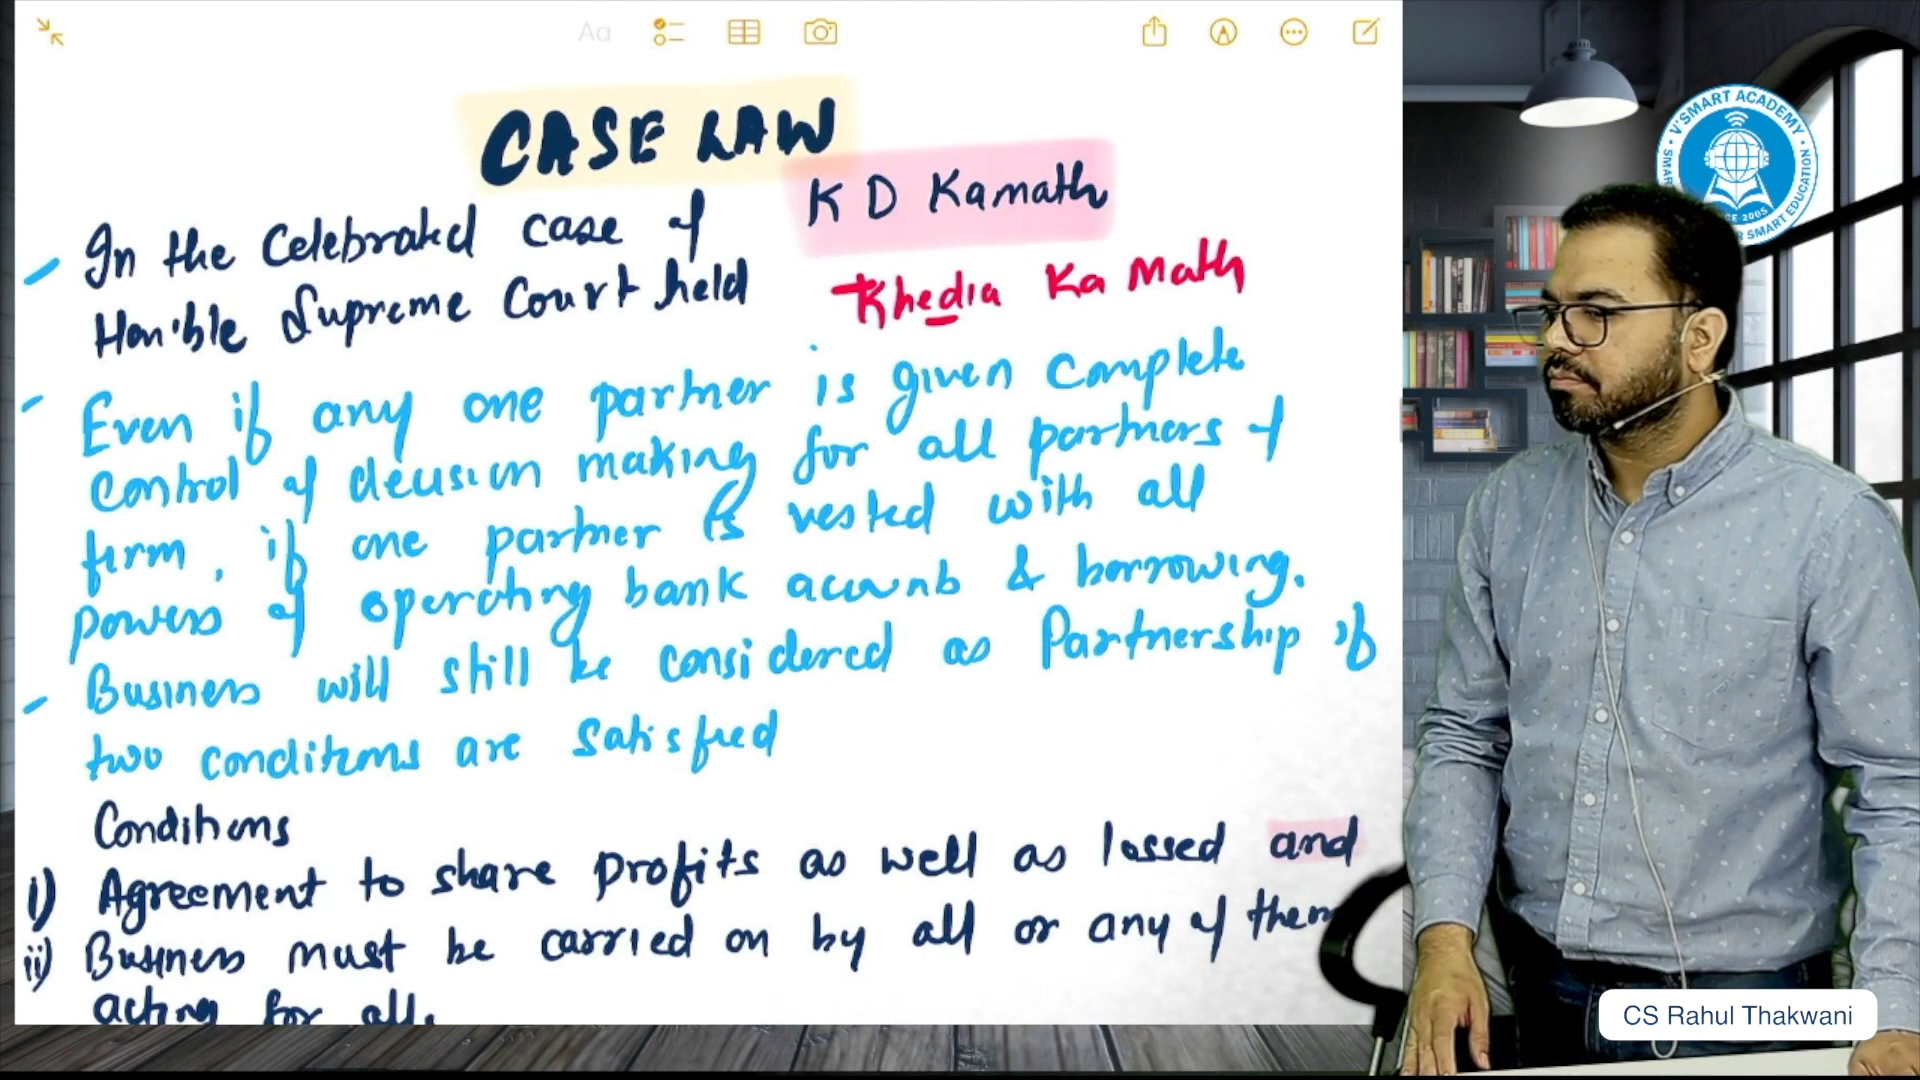 Aa
CASE LAW
In the Celebrated case of K D Kamath
Hon'ble Supreme Court held
Khedia Ka Math
Even if any one partner is given complete
control of decision making for all partners of
firm, if one partner is vested with all
powers of operating bank accounts & borrowing.
Business will still be considered as Partnership if
two conditions are satisfied
Conditions
i) Agreement to share profits as well as lossed and
ii) Business must be carried on by all or any of them
acting for all.
V'SMART ACADEMY
SMART EDUCATION
CE 2005
CS Rahul Thakwani